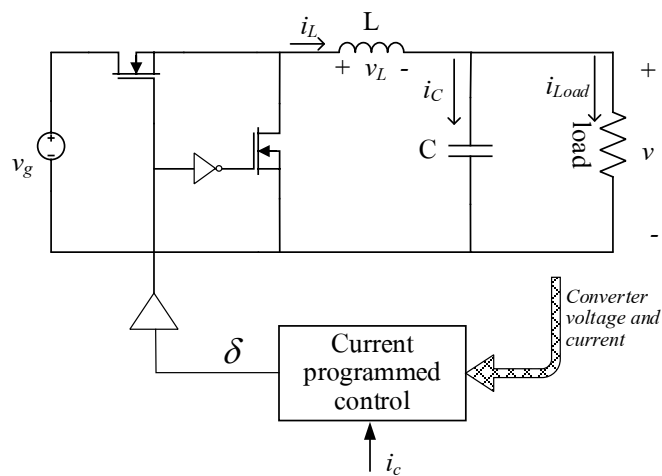 i_L
L
+ v_L -
v_g
+
-
i_C
C
i_Load
load
+
v
-
Converter
voltage and
current
δ
Current
programmed
control
i_c